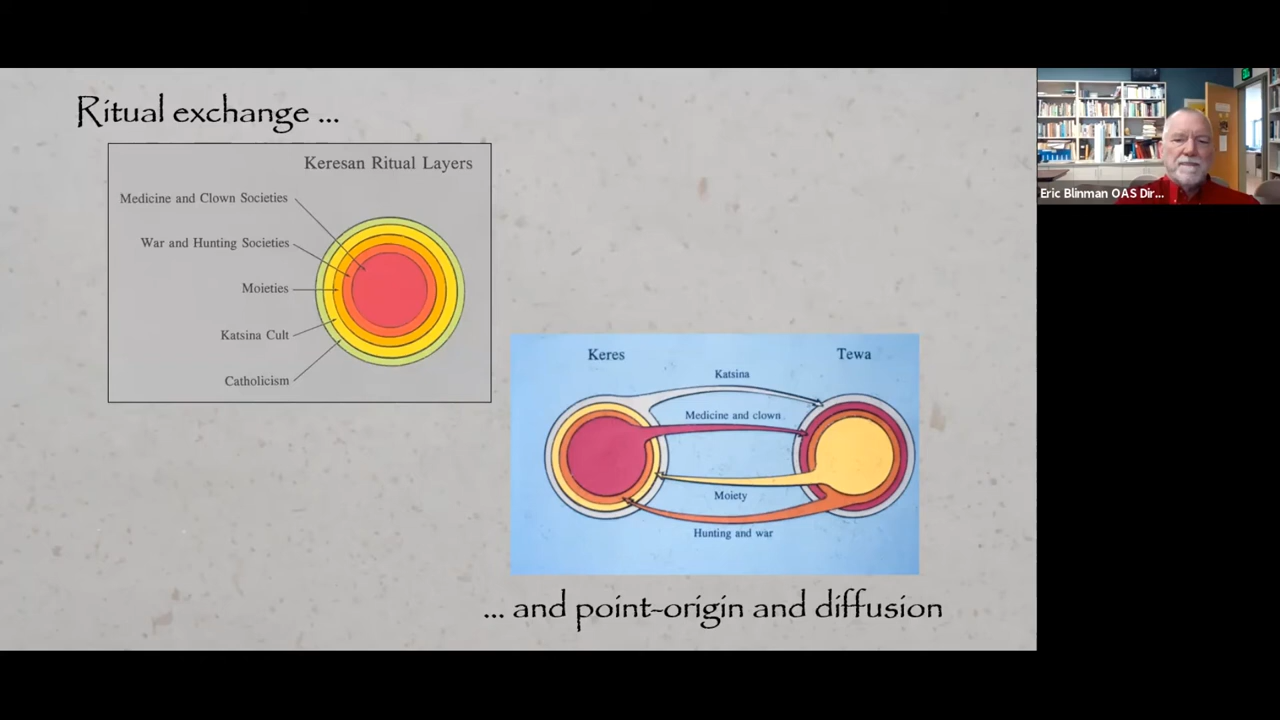 Ritual exchange ...
Keresan Ritual Layers
Medicine and Clown Societies
War and Hunting Societies
Moieties
Katsina Cult
Catholicism
Keres
Tewa
Katsina
Medicine and clown
Moiety
Hunting and war
... and point-origin and diffusion
Eric Blinman OAS Dir...